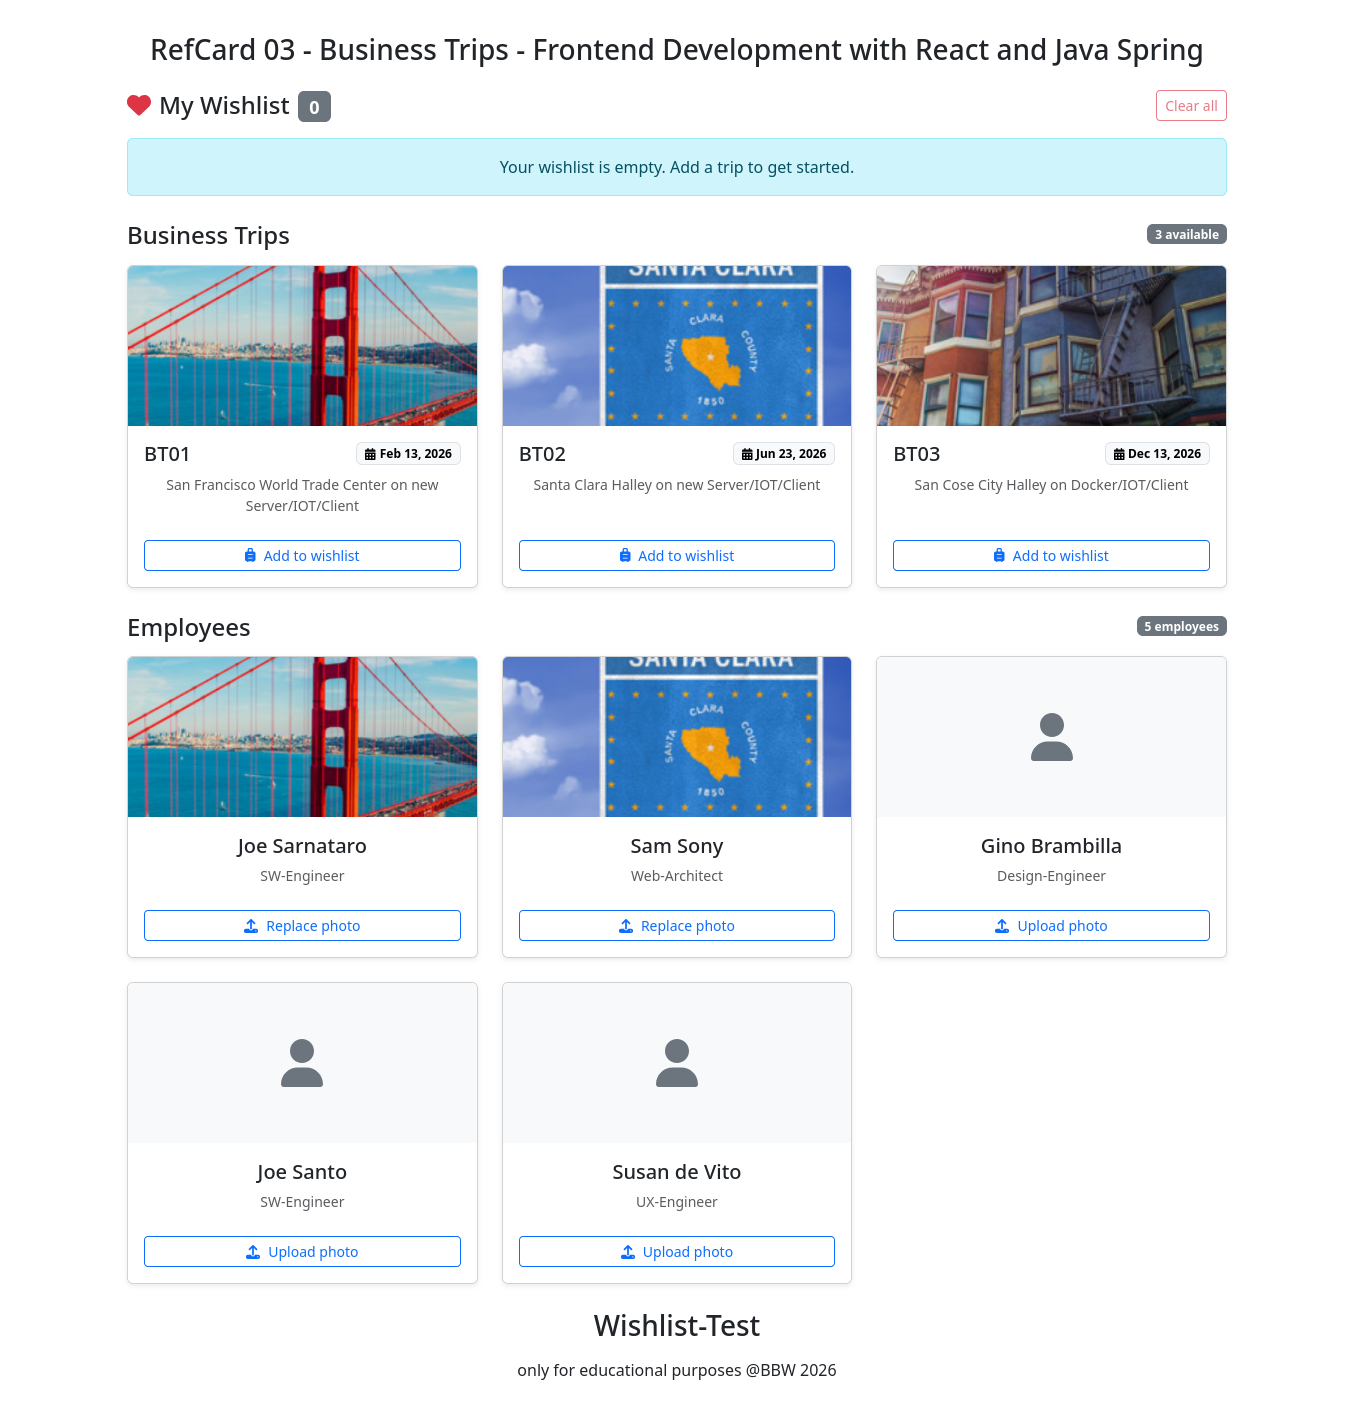 RefCard 03 - Business Trips - Frontend Development with React and Java Spring
My Wishlist 0
Clear all
Your wishlist is empty. Add a trip to get started.
Business Trips
3 available
SANTA CLARA
SANTA CLARA COUNTY
1850
BT01
Feb 13, 2026
San Francisco World Trade Center on new
Server/IOT/Client
Add to wishlist
BT02
Jun 23, 2026
Santa Clara Halley on new Server/IOT/Client
Add to wishlist
BT03
Dec 13, 2026
San Cose City Halley on Docker/IOT/Client
Add to wishlist
Employees
5 employees
SANTA CLARA
SANTA CLARA COUNTY
1850
Joe Sarnataro
SW-Engineer
Replace photo
Sam Sony
Web-Architect
Replace photo
Gino Brambilla
Design-Engineer
Upload photo
Joe Santo
SW-Engineer
Upload photo
Susan de Vito
UX-Engineer
Upload photo
Wishlist-Test
only for educational purposes @BBW 2026